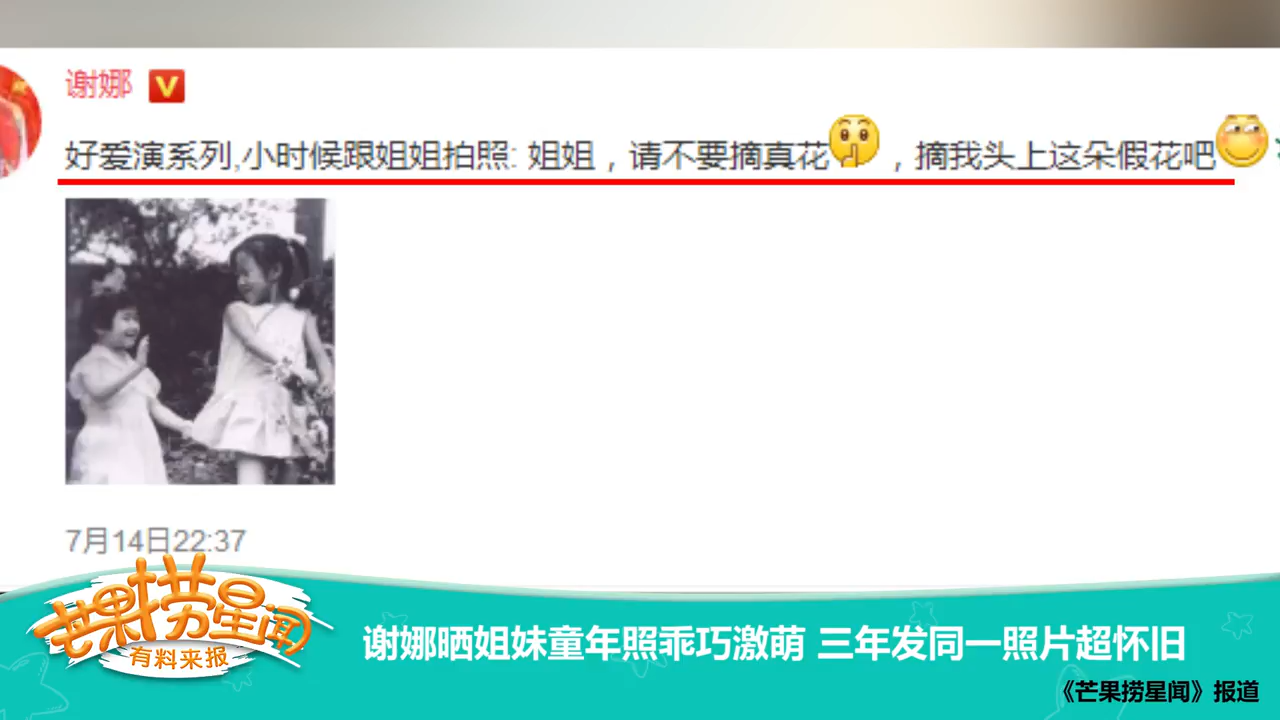 谢娜 V
好爱演系列,小时候跟姐姐拍照: 姐姐，请不要摘真花，摘我头上这朵假花吧
7月14日22:37
芒果捞星闻
有料来报
谢娜晒姐妹童年照乖巧激萌 三年发同一照片超怀旧
《芒果捞星闻》报道